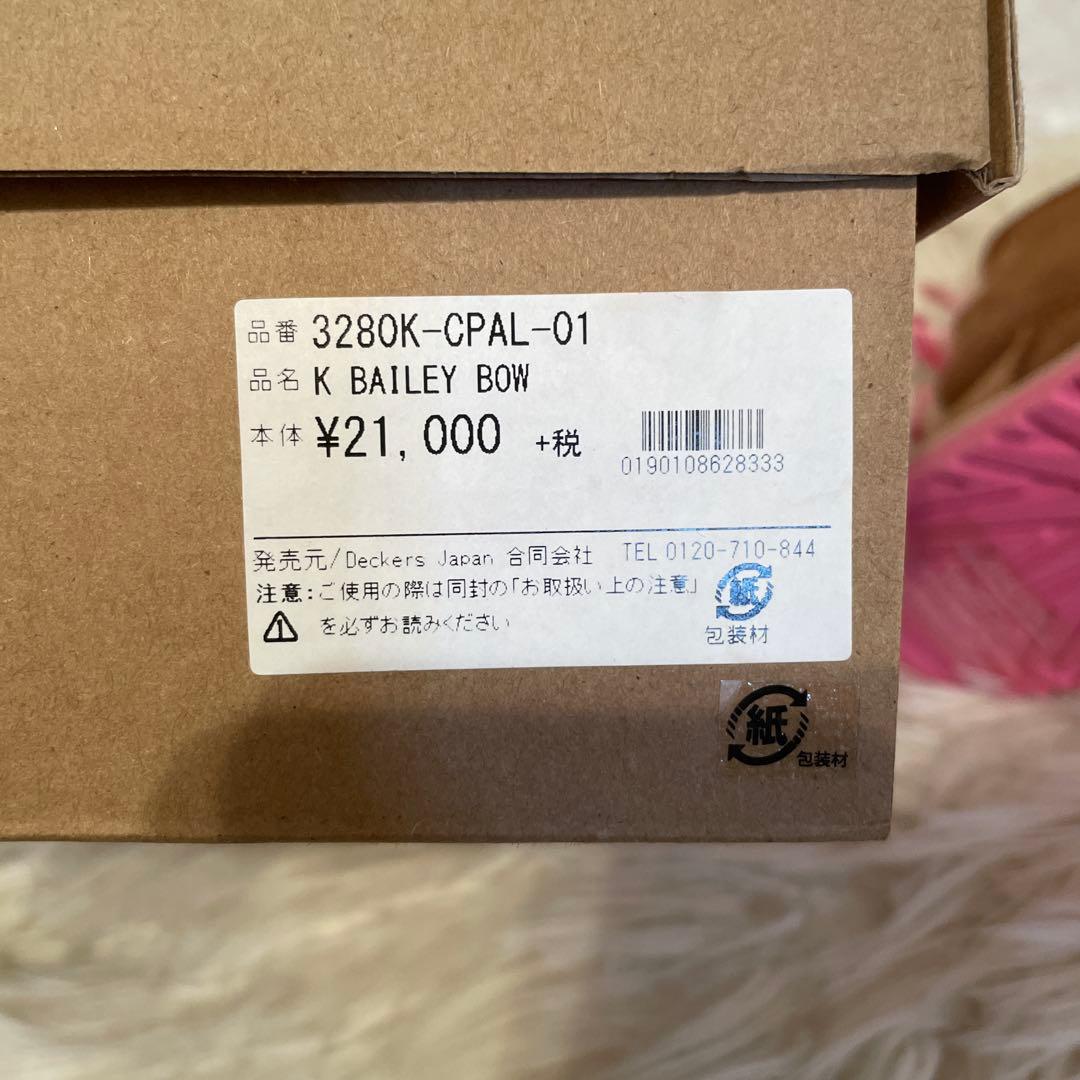 品番 3280K-CPAL-01
品名 K BAILEY BOW
本体 ¥21,000 +税
0190108628333
発売元/Deckers Japan 合同会社 TEL 0120-710-844
注意:ご使用の際は同封の「お取扱い上の注意」
を必ずお読みください
紙
包装材
紙
包装材